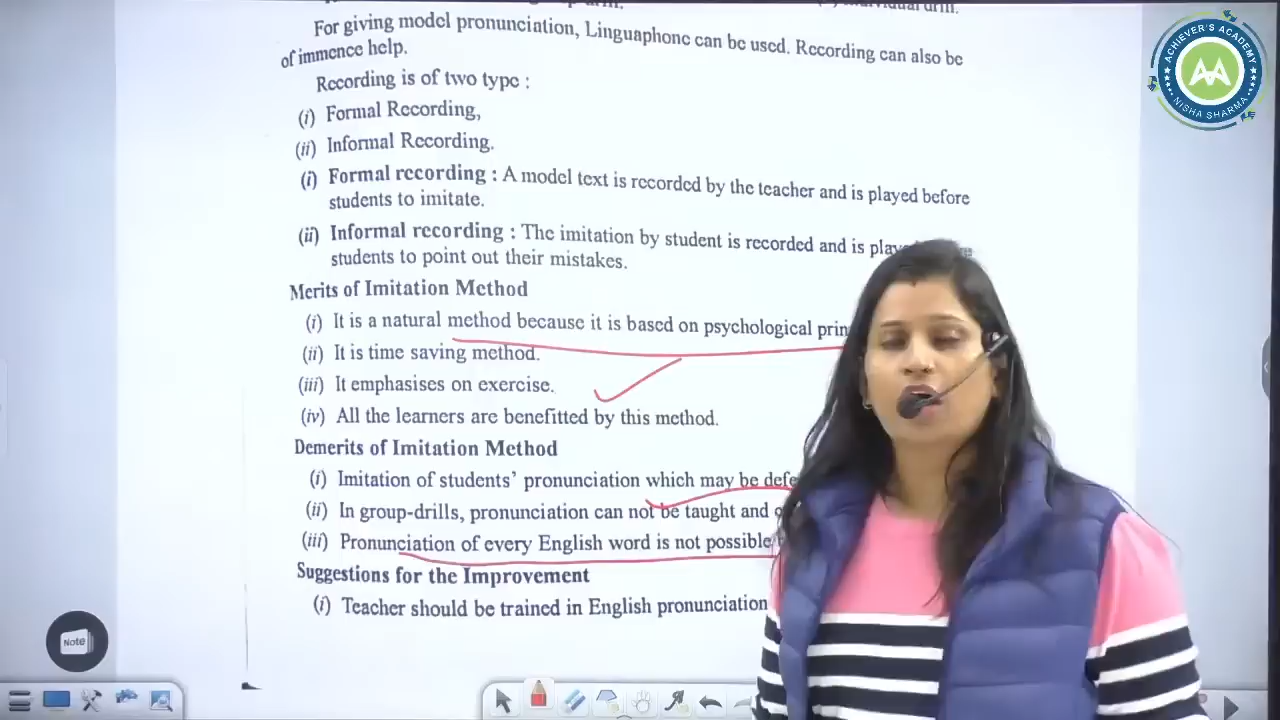 For giving model pronunciation, Linguaphone can be used. Recording can also be
of immence help.
Recording is of two type :
(i) Formal Recording,
(ii) Informal Recording.
(i) Formal recording : A model text is recorded by the teacher and is played before
students to imitate.
(ii) Informal recording : The imitation by student is recorded and is
students to point out their mistakes.
Merits of Imitation Method
(i) It is a natural method because it is based on psychological
(ii) It is time saving method.
(iii) It emphasises on exercise.
(iv) All the learners are benefitted by this method.
Demerits of Imitation Method
(i) Imitation of students' pronunciation which may be
(ii) In group-drills, pronunciation can not be taught and
(iii) Pronunciation of every English word is not possible
Suggestions for the Improvement
(i) Teacher should be trained in English pronunciation
ACHIEVER'S ACADEMY
NISHA SHARMA
Note